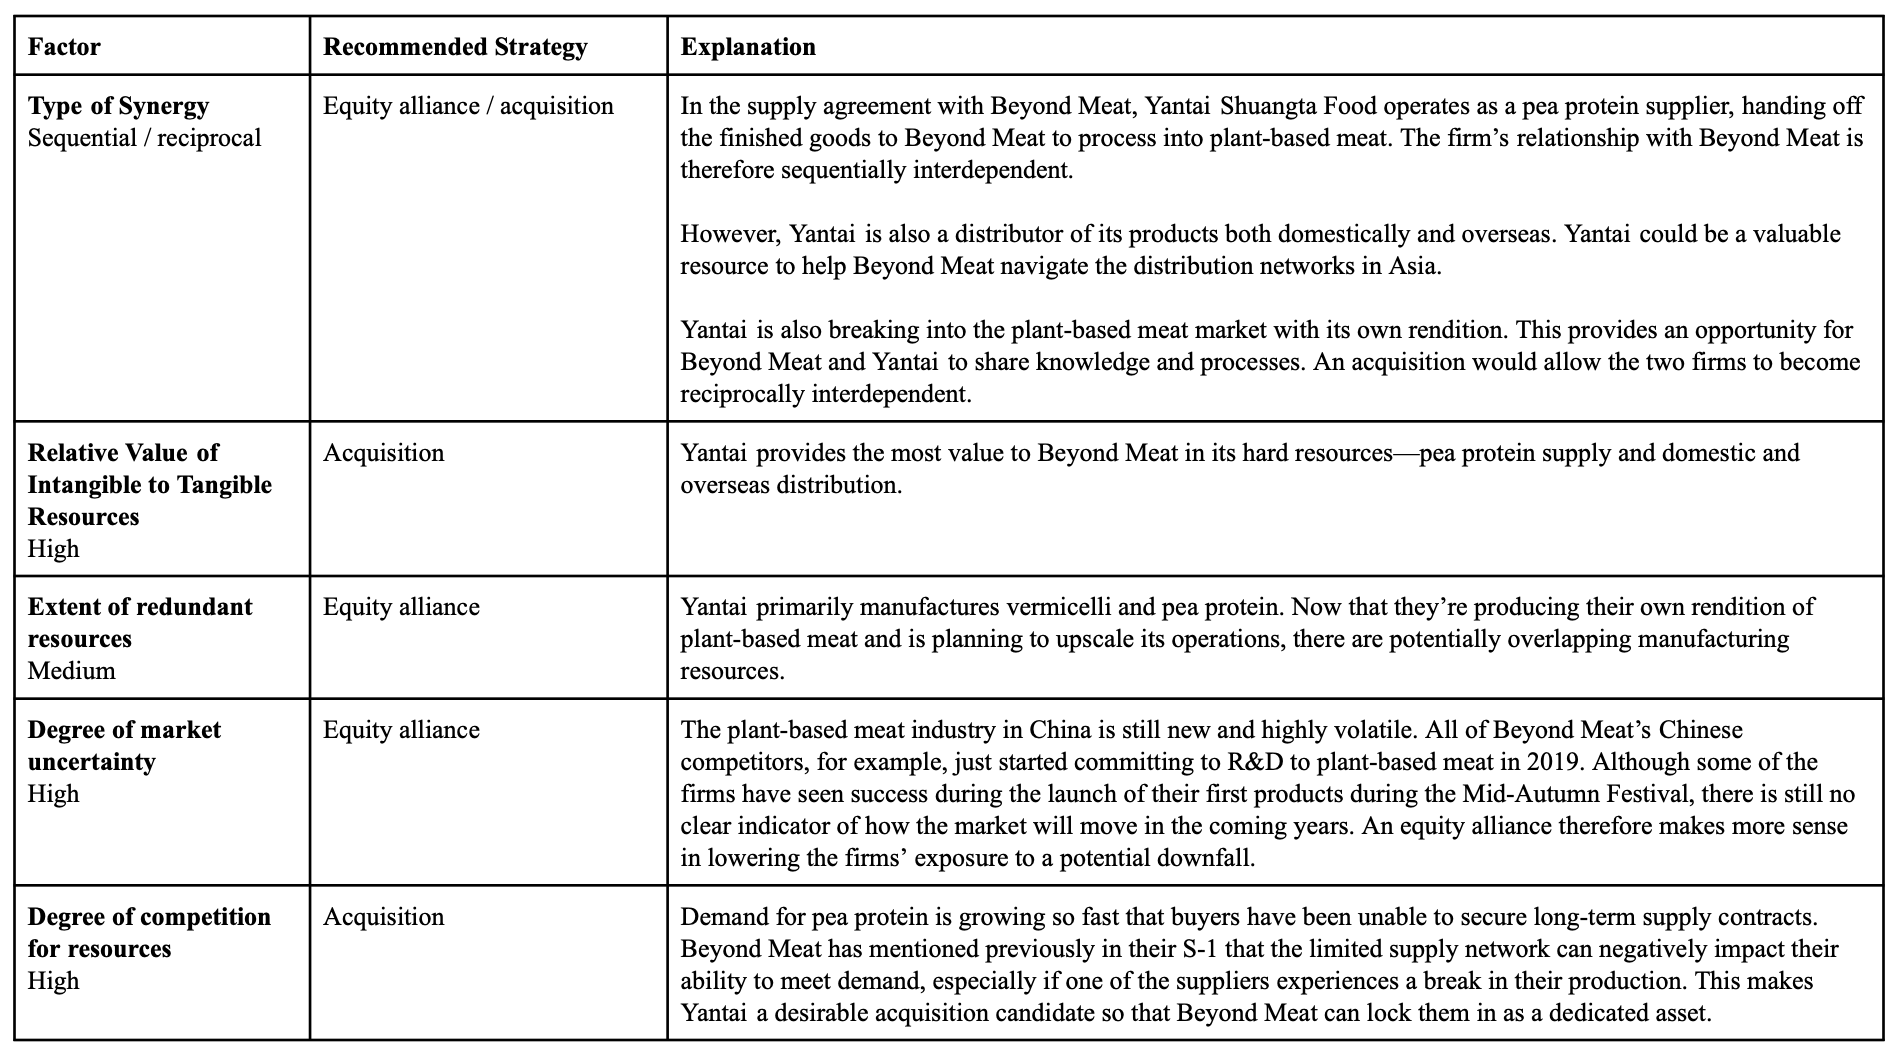 Factor
Recommended Strategy
Explanation
Type of Synergy
Sequential / reciprocal
Equity alliance / acquisition
In the supply agreement with Beyond Meat, Yantai Shuangta Food operates as a pea protein supplier, handing off
the finished goods to Beyond Meat to process into plant-based meat. The firm’s relationship with Beyond Meat is
therefore sequentially interdependent.
However, Yantai is also a distributor of its products both domestically and overseas. Yantai could be a valuable
resource to help Beyond Meat navigate the distribution networks in Asia.
Yantai is also breaking into the plant-based meat market with its own rendition. This provides an opportunity for
Beyond Meat and Yantai to share knowledge and processes. An acquisition would allow the two firms to become
reciprocally interdependent.
Relative Value of
Intangible to Tangible
Resources
High
Acquisition
Yantai provides the most value to Beyond Meat in its hard resources—pea protein supply and domestic and
overseas distribution.
Extent of redundant
resources
Medium
Equity alliance
Yantai primarily manufactures vermicelli and pea protein. Now that they’re producing their own rendition of
plant-based meat and is planning to upscale its operations, there are potentially overlapping manufacturing
resources.
Degree of market
uncertainty
High
Equity alliance
The plant-based meat industry in China is still new and highly volatile. All of Beyond Meat’s Chinese
competitors, for example, just started committing to R&D to plant-based meat in 2019. Although some of the
firms have seen success during the launch of their first products during the Mid-Autumn Festival, there is still no
clear indicator of how the market will move in the coming years. An equity alliance therefore makes more sense
in lowering the firms’ exposure to a potential downfall.
Degree of competition
for resources
High
Acquisition
Demand for pea protein is growing so fast that buyers have been unable to secure long-term supply contracts.
Beyond Meat has mentioned previously in their S-1 that the limited supply network can negatively impact their
ability to meet demand, especially if one of the suppliers experiences a break in their production. This makes
Yantai a desirable acquisition candidate so that Beyond Meat can lock them in as a dedicated asset.